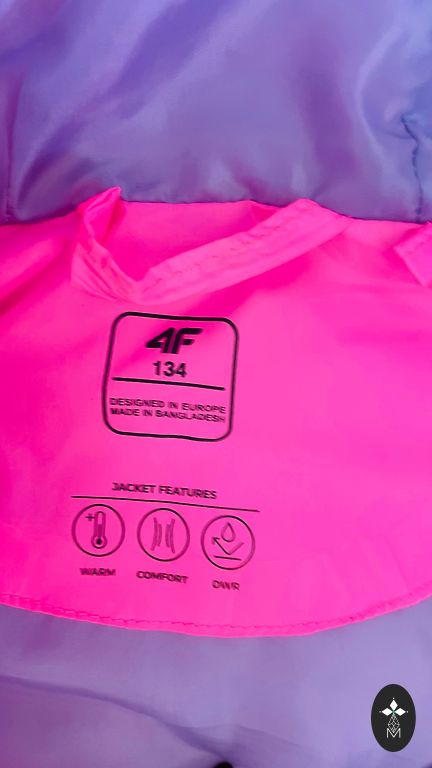 4F
134
DESIGNED IN EUROPE
MADE IN BANGLADESH
JACKET FEATURES
WARM
COMFORT
DWR
M